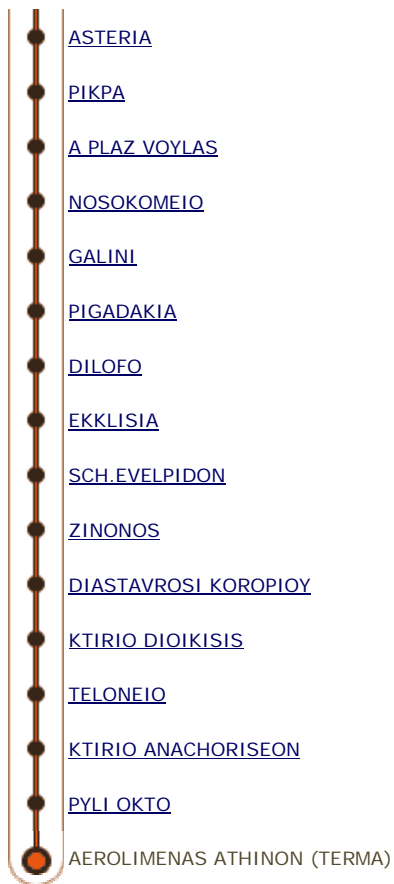 ASTERIA
PIKPA
A PLAZ VOYLAS
NOSOKOMEIO
GALINI
PIGADAKIA
DILOFO
EKKLISIA
SCH.EVELPIDON
ZINONOS
DIASTAVROSI KOROPIOY
KTIRIO DIOIKISIS
TELONEIO
KTIRIO ANACHORISEON
PYLI OKTO
AEROLIMENAS ATHINON (TERMA)